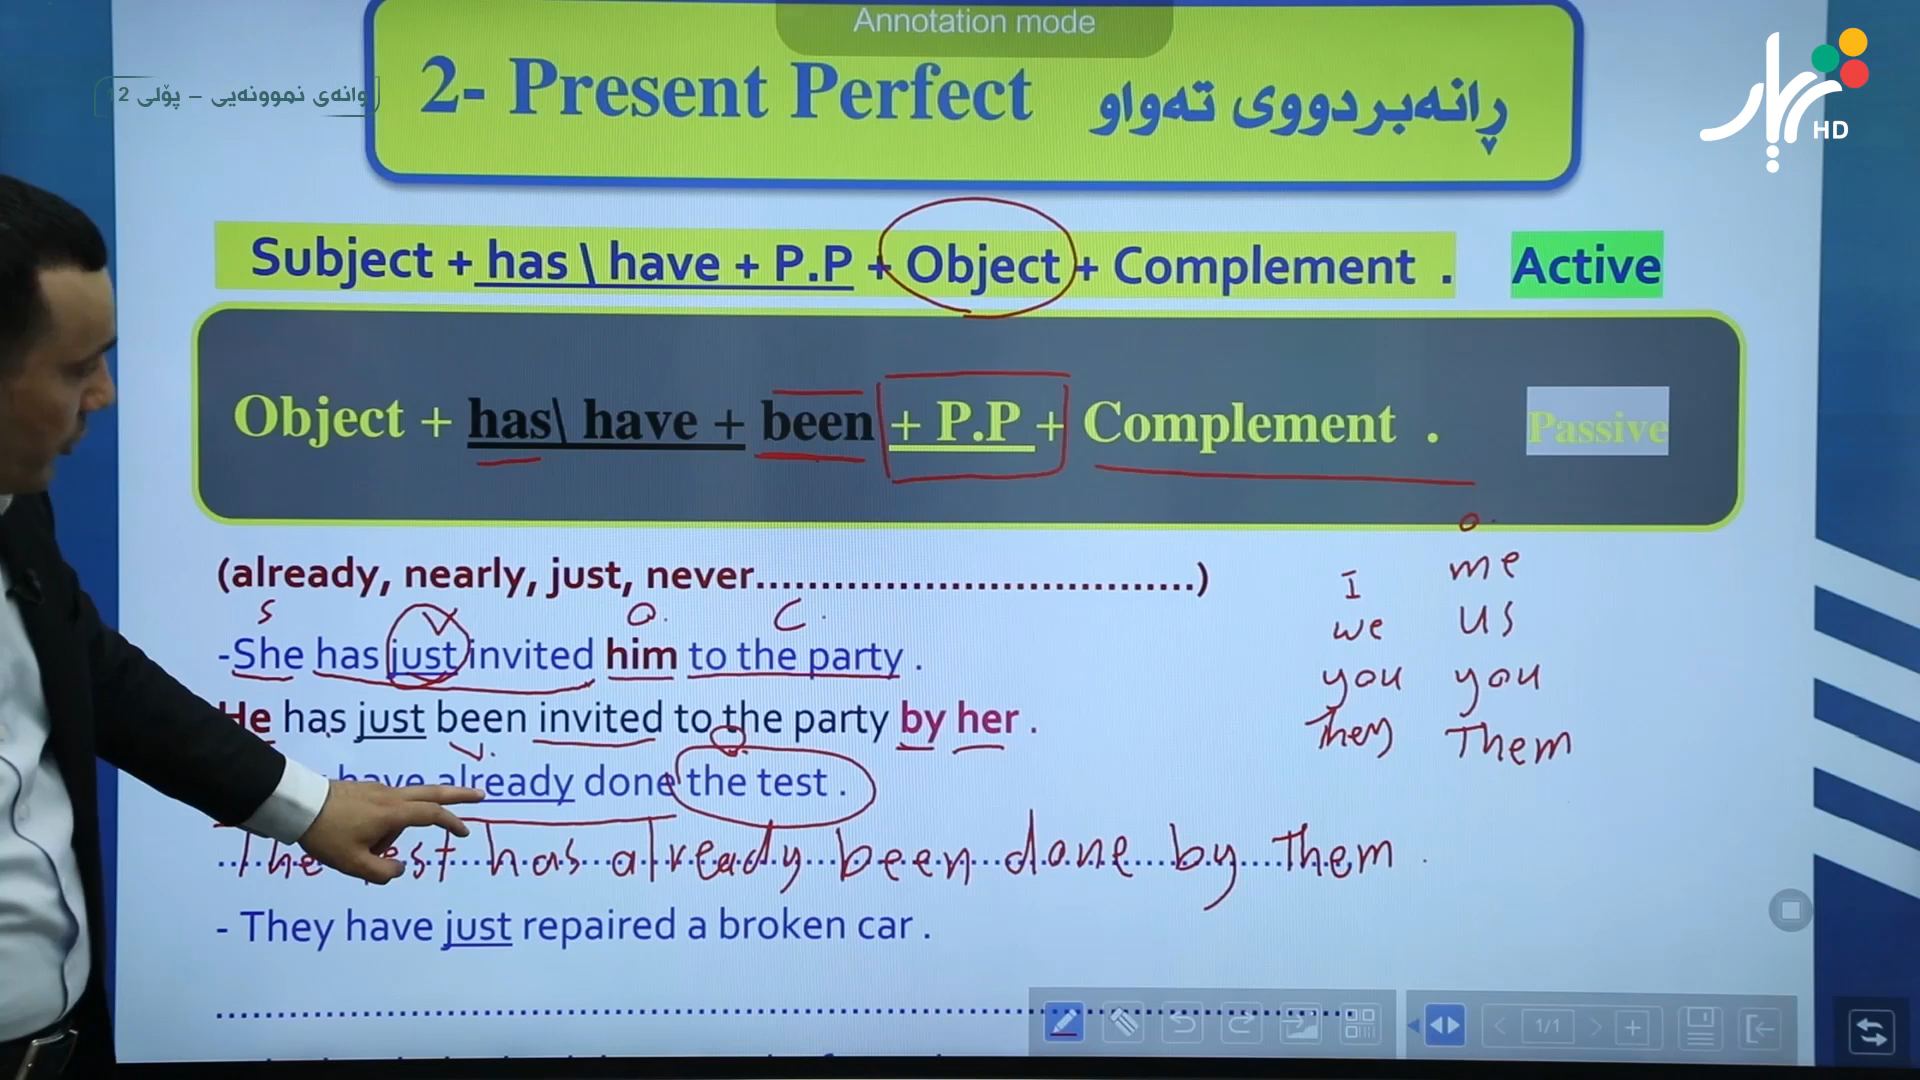 Annotation mode
وانەی نموونەیی – پۆلی 12
2- Present Perfect ڕانەبردووی تەواو
HD
Subject + has \ have + P.P + Object + Complement . Active
Object + has\ have + been + P.P + Complement . Passive
(already, nearly, just, never..................................)
S V O. C.
-She has just invited him to the party .
He has just been invited to the party by her .
have already done the test .
The test has already been done by them .
- They have just repaired a broken car .
o.
I me
we us
you you
They Them
1/1